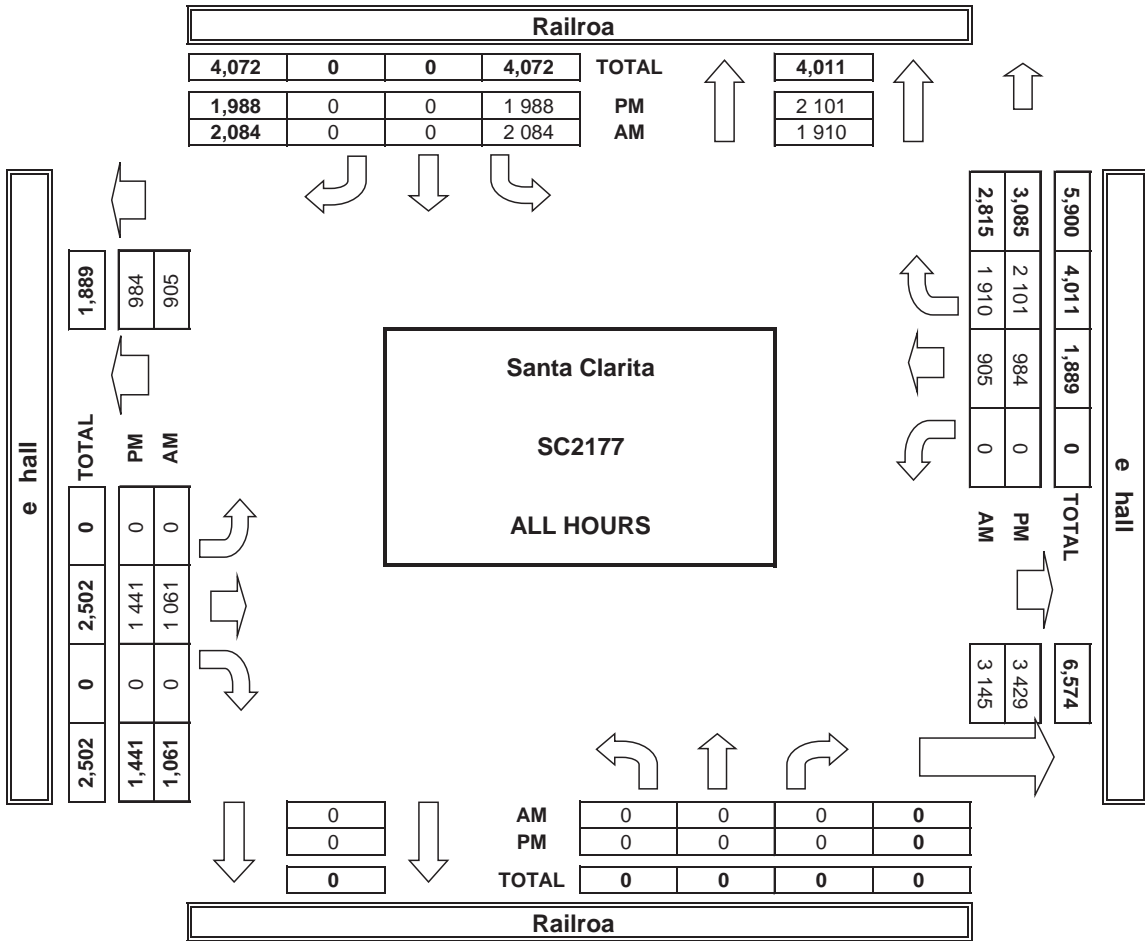 Railroa
4,072 0 0 4,072 TOTAL 4,011
1,988 0 0 1 988 PM 2 101
2,084 0 0 2 084 AM 1 910
e hall
1,889
984
905
TOTAL
PM
AM
0 2,502 0 2,502
0 1 441 0 1,441
0 1 061 0 1,061
Santa Clarita
SC2177
ALL HOURS
5,900 4,011 1,889 0 TOTAL
3,085 2 101 984 0 PM
2,815 1 910 905 0 AM
6,574
3 429
3 145
e hall
0 AM 0 0 0 0
0 PM 0 0 0 0
0 TOTAL 0 0 0 0
Railroa